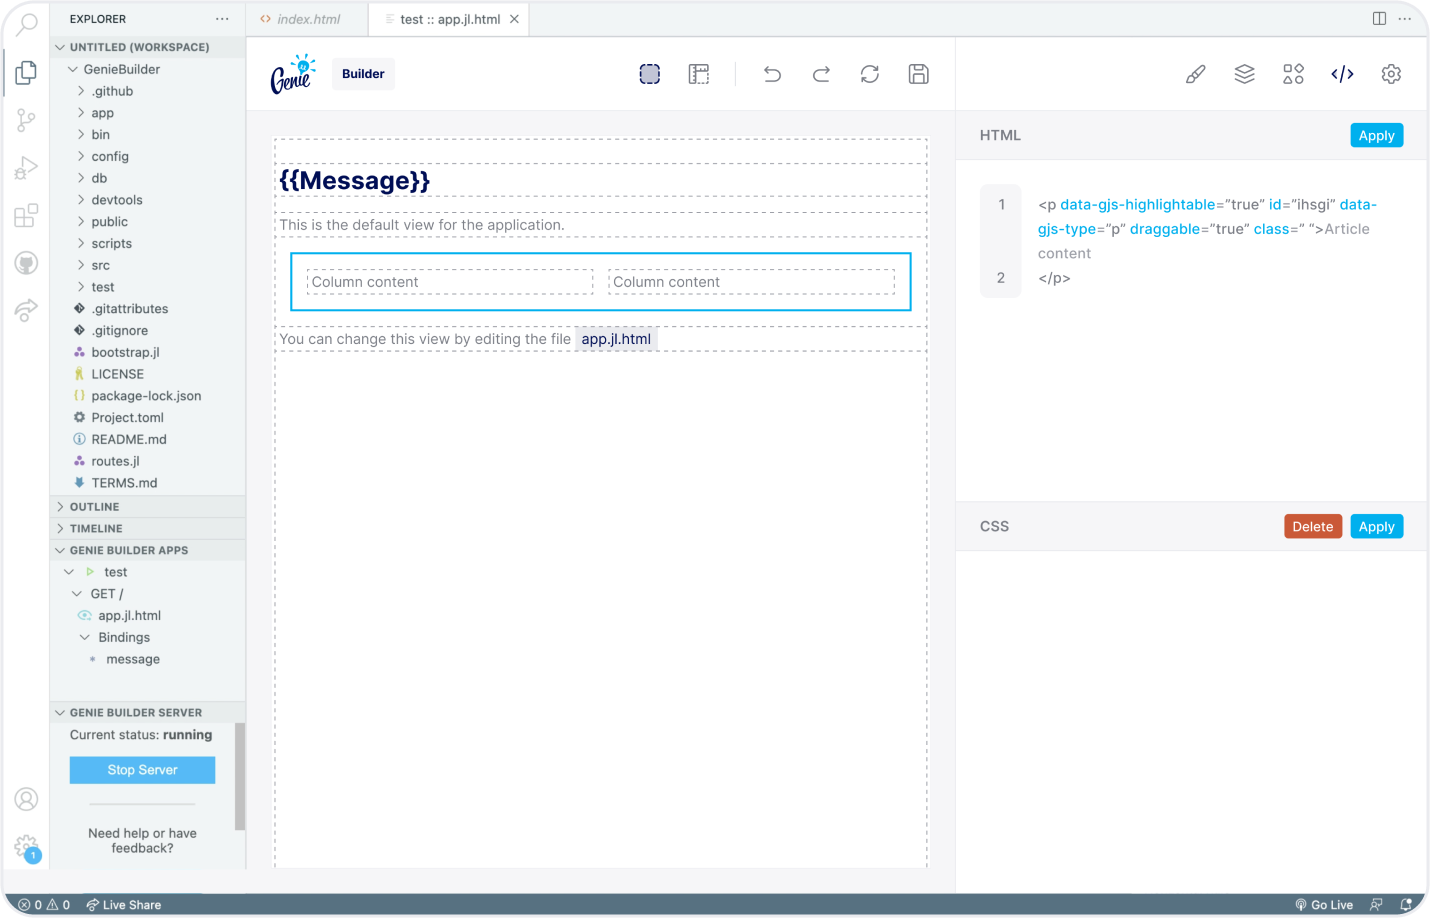 EXPLORER
index.html
test :: app.jl.html
UNTITLED (WORKSPACE)
GenieBuilder
.github
app
bin
config
db
devtools
public
scripts
src
test
.gitattributes
.gitignore
bootstrap.jl
LICENSE
package-lock.json
Project.toml
README.md
routes.jl
TERMS.md
OUTLINE
TIMELINE
GENIE BUILDER APPS
test
GET /
app.jl.html
Bindings
message
GENIE BUILDER SERVER
Current status: running
Stop Server
Need help or have
feedback?
1
Genie
Builder
{{Message}}
This is the default view for the application.
Column content
Column content
You can change this view by editing the file app.jl.html
HTML
Apply
1
<p data-gjs-highlightable=”true” id=”ihsgi” data-
gjs-type=”p” draggable=”true” class=” “>Article
content
2
</p>
CSS
Delete
Apply
0
0
Live Share
Go Live